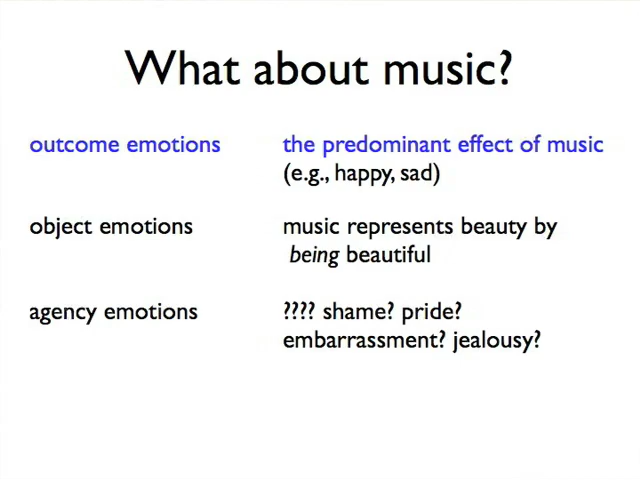 What about music?
outcome emotions
the predominant effect of music
(e.g., happy, sad)
object emotions
music represents beauty by
being beautiful
agency emotions
???? shame? pride?
embarrassment? jealousy?